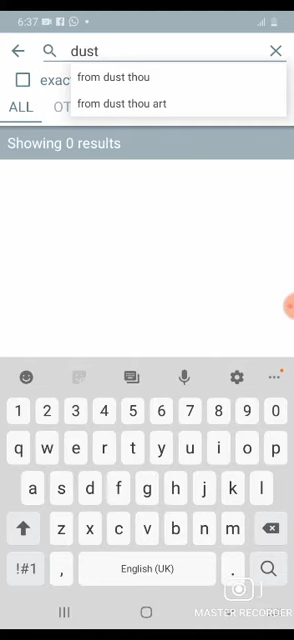 6:37
dust
from dust thou
exac
from dust thou art
ALL
OT
Showing 0 results
1 2 3 4 5 6 7 8 9 0
q w e r t y u i o p
a s d f g h j k l
z x c v b n m
!#1 , English (UK) .
MASTER RECORDER